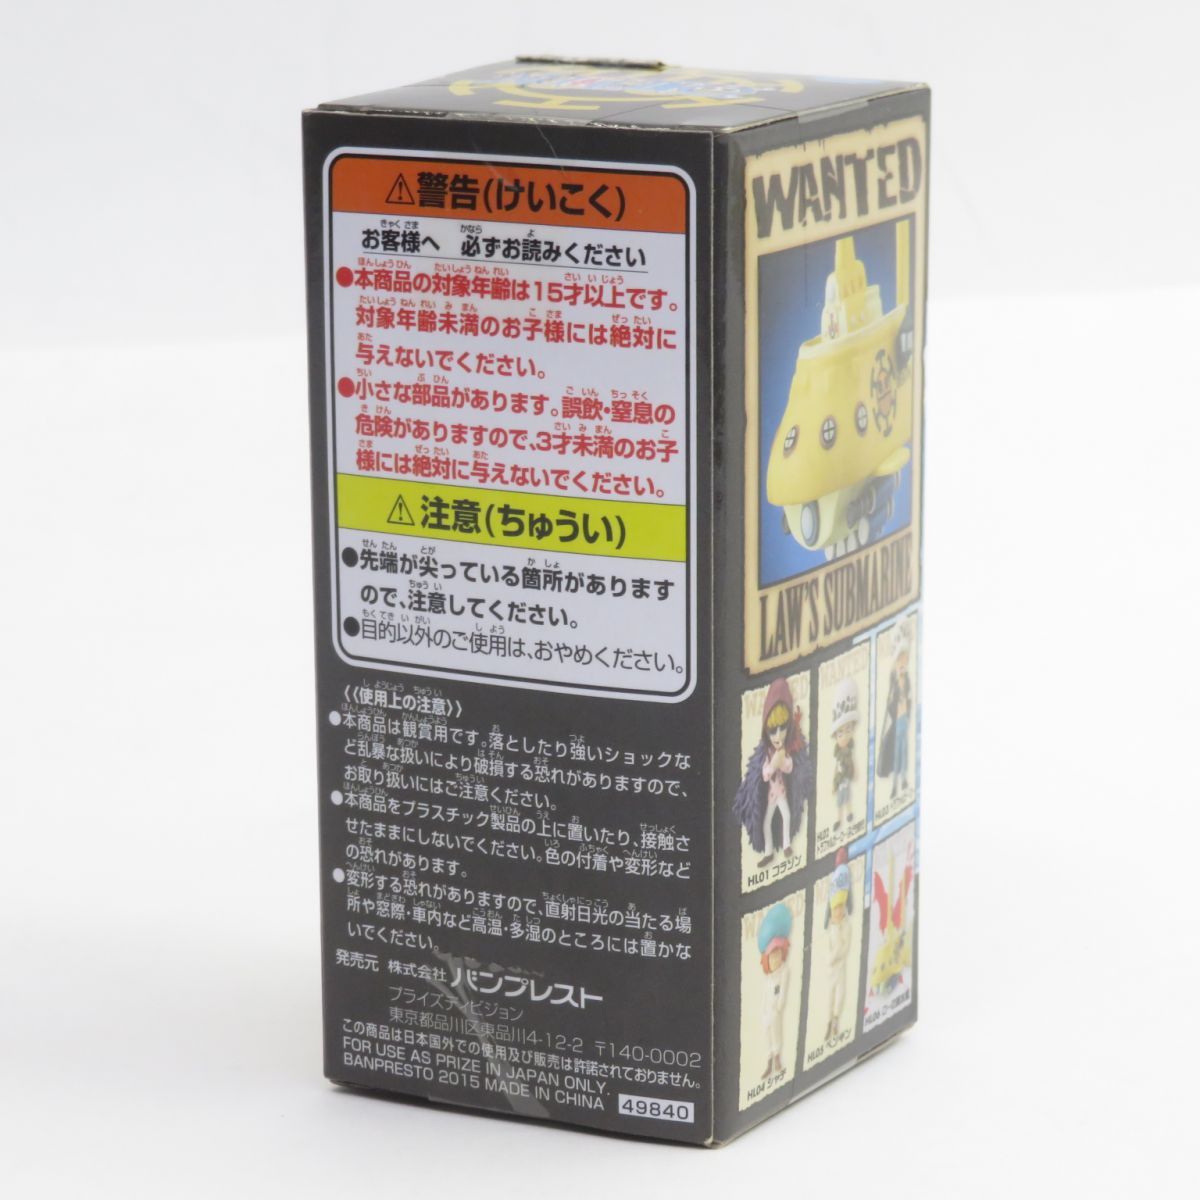 ⚠警告(けいこく)
お客様へ 必ずお読みください
●本商品の対象年齢は15才以上です。
対象年齢未満のお子様には絶対に
与えないでください。
●小さな部品があります。誤飲・窒息の
危険がありますので、3才未満のお子
様には絶対に与えないでください。
⚠注意(ちゅうい)
●先端が尖っている箇所があります
ので、注意してください。
●目的以外のご使用は、おやめください。
《使用上の注意》
●本商品は観賞用です。落としたり強いショックな
ど乱暴な扱いにより破損する恐れがありますので、
お取り扱いにはご注意ください。
●本商品をプラスチック製品の上に置いたり、接触さ
せたままにしないでください。色の付着や変形など
の恐れがあります。
●変形する恐れがありますので、直射日光の当たる場
所や窓際・車内など高温・多湿のところには置かな
いでください。
発売元 株式会社 バンプレスト
プライズディビジョン
東京都品川区東品川4-12-2 〒140-0002
この商品は日本国外での使用及び販売は許諾されておりません。
FOR USE AS PRIZE IN JAPAN ONLY.
BANPRESTO 2015 MADE IN CHINA
49840
WANTED
LAW'S SUBMARINE
WANTED
HL01 コラソン
WANTED
HL02
HL03
HL04 シャチ
HL05 ペンギン
HL06